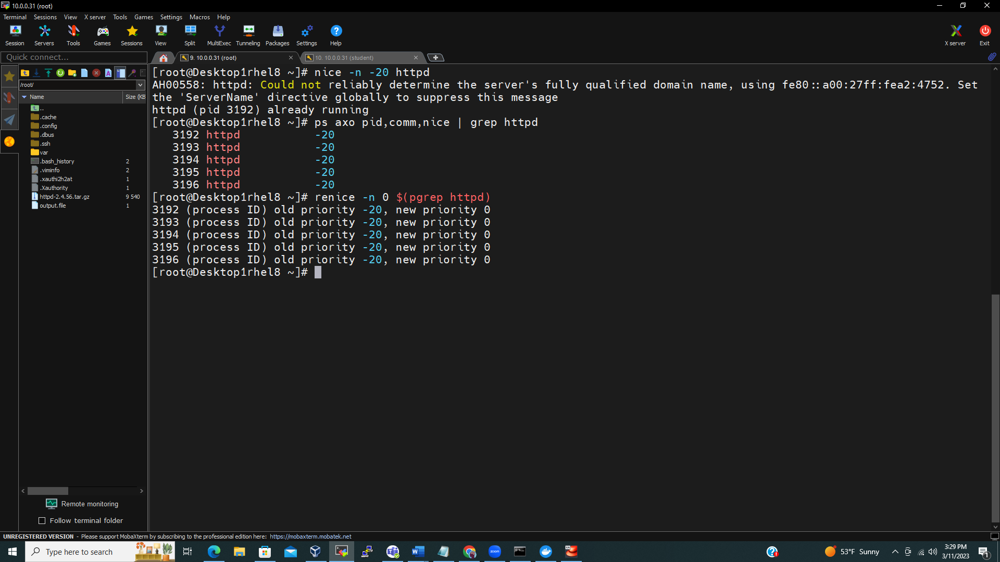 10.0.0.31 (root)
Terminal Sessions View X server Tools Games Settings Macros Help
Session Servers Tools Games Sessions View Split MultiExec Tunneling Packages Settings Help X server Exit
Quick connect...
9. 10.0.0.31 (root)
10. 10.0.0.31 (student)
/root/
Name Size (KB
..
.cache
.config
.dbus
.ssh
var
.bash_history 2
.viminfo 2
.xauthi2h2at 1
.Xauthority 1
httpd-2.4.56.tar.gz 9 540
output.file 1
Remote monitoring
Follow terminal folder
[root@Desktop1rhel8 ~]# nice -n -20 httpd
AH00558: httpd: Could not reliably determine the server's fully qualified domain name, using fe80::a00:27ff:fea2:4752. Set
the 'ServerName' directive globally to suppress this message
httpd (pid 3192) already running
[root@Desktop1rhel8 ~]# ps axo pid,comm,nice | grep httpd
3192 httpd -20
3193 httpd -20
3194 httpd -20
3195 httpd -20
3196 httpd -20
[root@Desktop1rhel8 ~]# renice -n 0 $(pgrep httpd)
3192 (process ID) old priority -20, new priority 0
3193 (process ID) old priority -20, new priority 0
3194 (process ID) old priority -20, new priority 0
3195 (process ID) old priority -20, new priority 0
3196 (process ID) old priority -20, new priority 0
[root@Desktop1rhel8 ~]#
UNREGISTERED VERSION - Please support MobaXterm by subscribing to the professional edition here: https://mobaxterm.mobatek.net
Type here to search
zoom
53°F Sunny
3:29 PM
3/11/2023
1